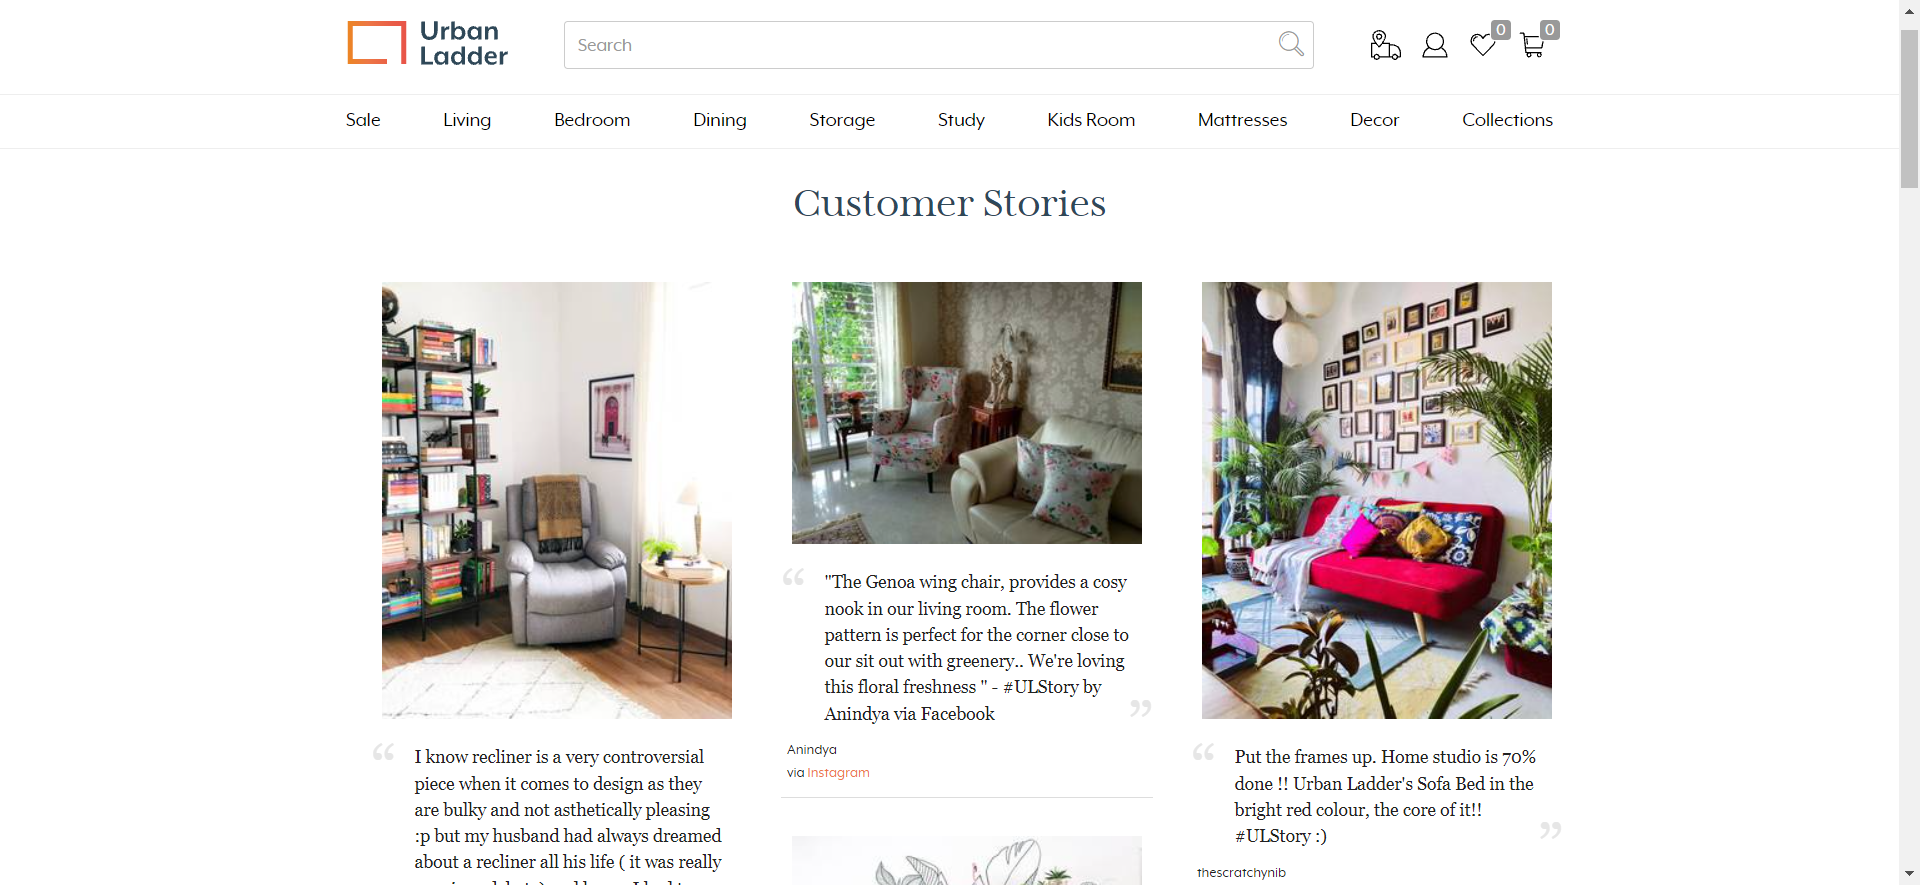 Urban
Ladder
Search
0
0
Sale
Living
Bedroom
Dining
Storage
Study
Kids Room
Mattresses
Decor
Collections
Customer Stories
“
I know recliner is a very controversial
piece when it comes to design as they
are bulky and not asthetically pleasing
:p but my husband had always dreamed
about a recliner all his life ( it was really
“
"The Genoa wing chair, provides a cosy
nook in our living room. The flower
pattern is perfect for the corner close to
our sit out with greenery.. We're loving
this floral freshness " - #ULStory by
Anindya via Facebook
”
Anindya
via Instagram
“
Put the frames up. Home studio is 70%
done !! Urban Ladder's Sofa Bed in the
bright red colour, the core of it!!
#ULStory :)
”
thescratchynib